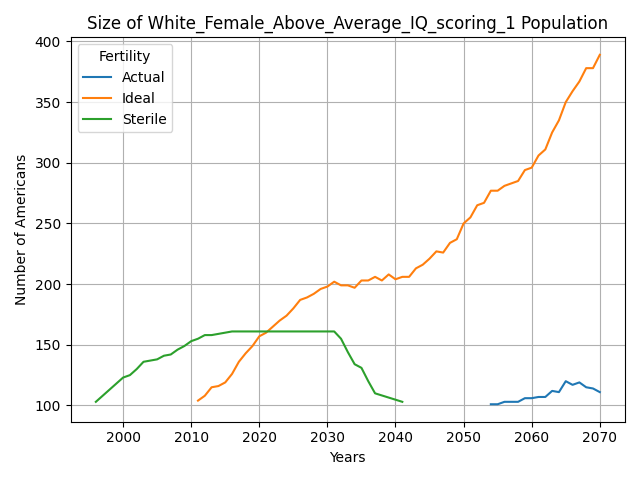 Size of White_Female_Above_Average_IQ_scoring_1 Population
Fertility
Actual
Ideal
Sterile
Number of Americans
400
350
300
250
200
150
100
2000
2010
2020
2030
2040
2050
2060
2070
Years